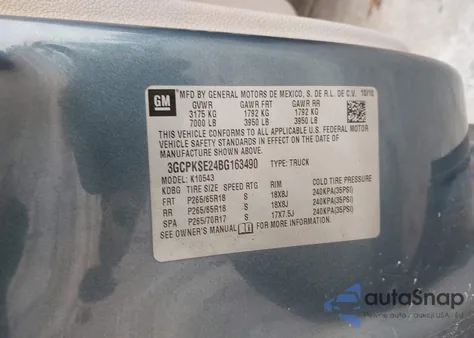 GM
MFD BY GENERAL MOTORS DE MEXICO, S. DE R.L. DE C.V. 10/10
GVWR GAWR FRT GAWR RR
3175 KG 1792 KG 1792 KG
7000 LB 3950 LB 3950 LB
THIS VEHICLE CONFORMS TO ALL APPLICABLE U.S. FEDERAL MOTOR
VEHICLE SAFETY STANDARDS IN EFFECT ON THE DATE OF
MANUFACTURE SHOWN ABOVE.
3GCPKSE24BG163490 TYPE: TRUCK
MODEL: K10543
KDBG TIRE SIZE SPEED RTG RIM COLD TIRE PRESSURE
FRT P265/65R18 S 18X8J 240KPA(35PSI)
RR P265/65R18 S 18X8J 240KPA(35PSI)
SPA P265/70R17 S 17X7.5J 240KPA(35PSI)
SEE OWNER'S MANUAL
autoSnap